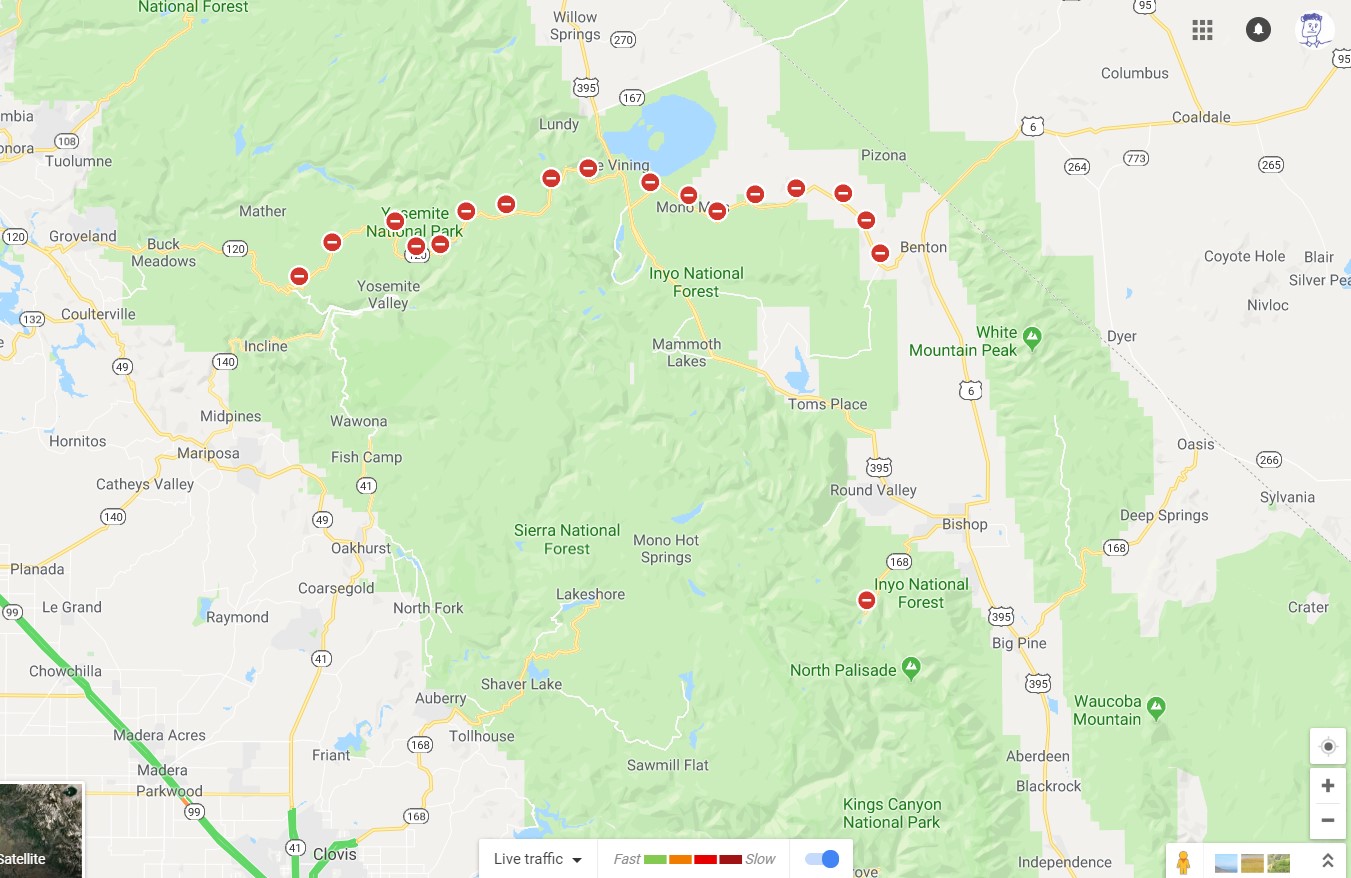 National Forest
Willow
Springs
270
95
95
395
167
Columbus
Coaldale
6
Lundy
108
Tuolumne
Pizona
264
773
265
e Vining
Mono M
Mather
Yosemite
National Park
120
Groveland
Buck
Meadows
120
120
Benton
Coyote Hole
Blair
Silver Pea
Nivloc
Yosemite
Valley
Inyo National
Forest
132
Coulterville
Incline
140
49
White
Mountain Peak
Dyer
Mammoth
Lakes
6
Toms Place
Midpines
Wawona
Hornitos
Mariposa
Fish Camp
Oasis
266
395
Catheys Valley
41
Round Valley
Sylvania
140
49
Deep Springs
Bishop
Sierra National
Forest
Mono Hot
Springs
Oakhurst
168
168
Planada
Coarsegold
Inyo National
Forest
Lakeshore
99
Le Grand
Raymond
North Fork
Crater
395
Big Pine
41
Chowchilla
North Palisade
Shaver Lake
395
Auberry
Waucoba
Mountain
Madera Acres
Tollhouse
168
Friant
Aberdeen
Sawmill Flat
Madera
Parkwood
Blackrock
99
168
Kings Canyon
National Park
41
Clovis
Satellite
Live traffic
Fast
Slow
Independence
ove